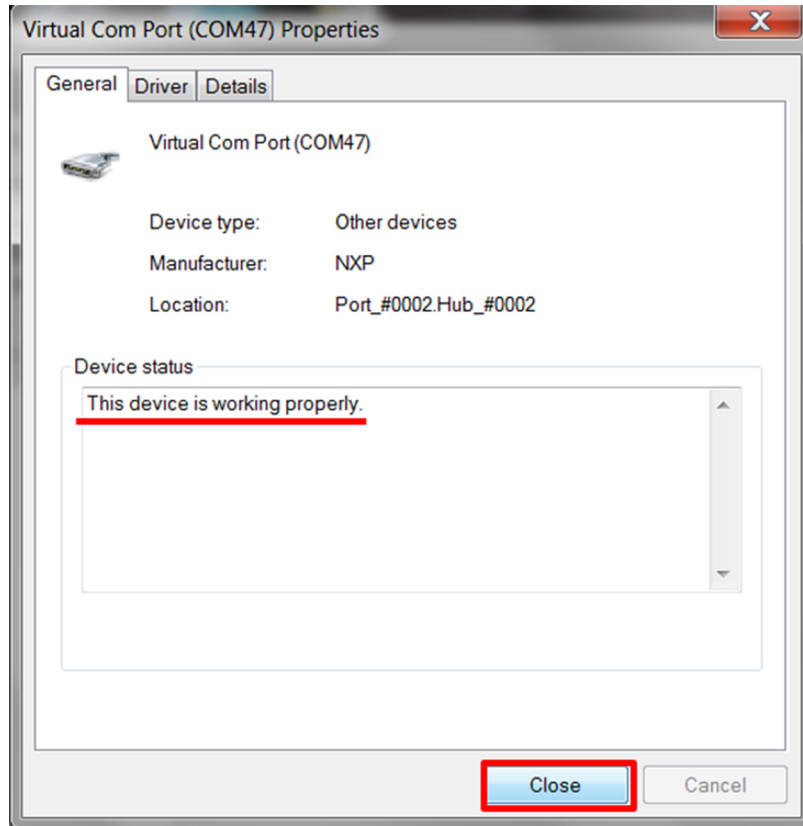 Virtual Com Port (COM47) Properties
General Driver Details
Virtual Com Port (COM47)
Device type: Other devices
Manufacturer: NXP
Location: Port_#0002.Hub_#0002
Device status
This device is working properly.
Close Cancel